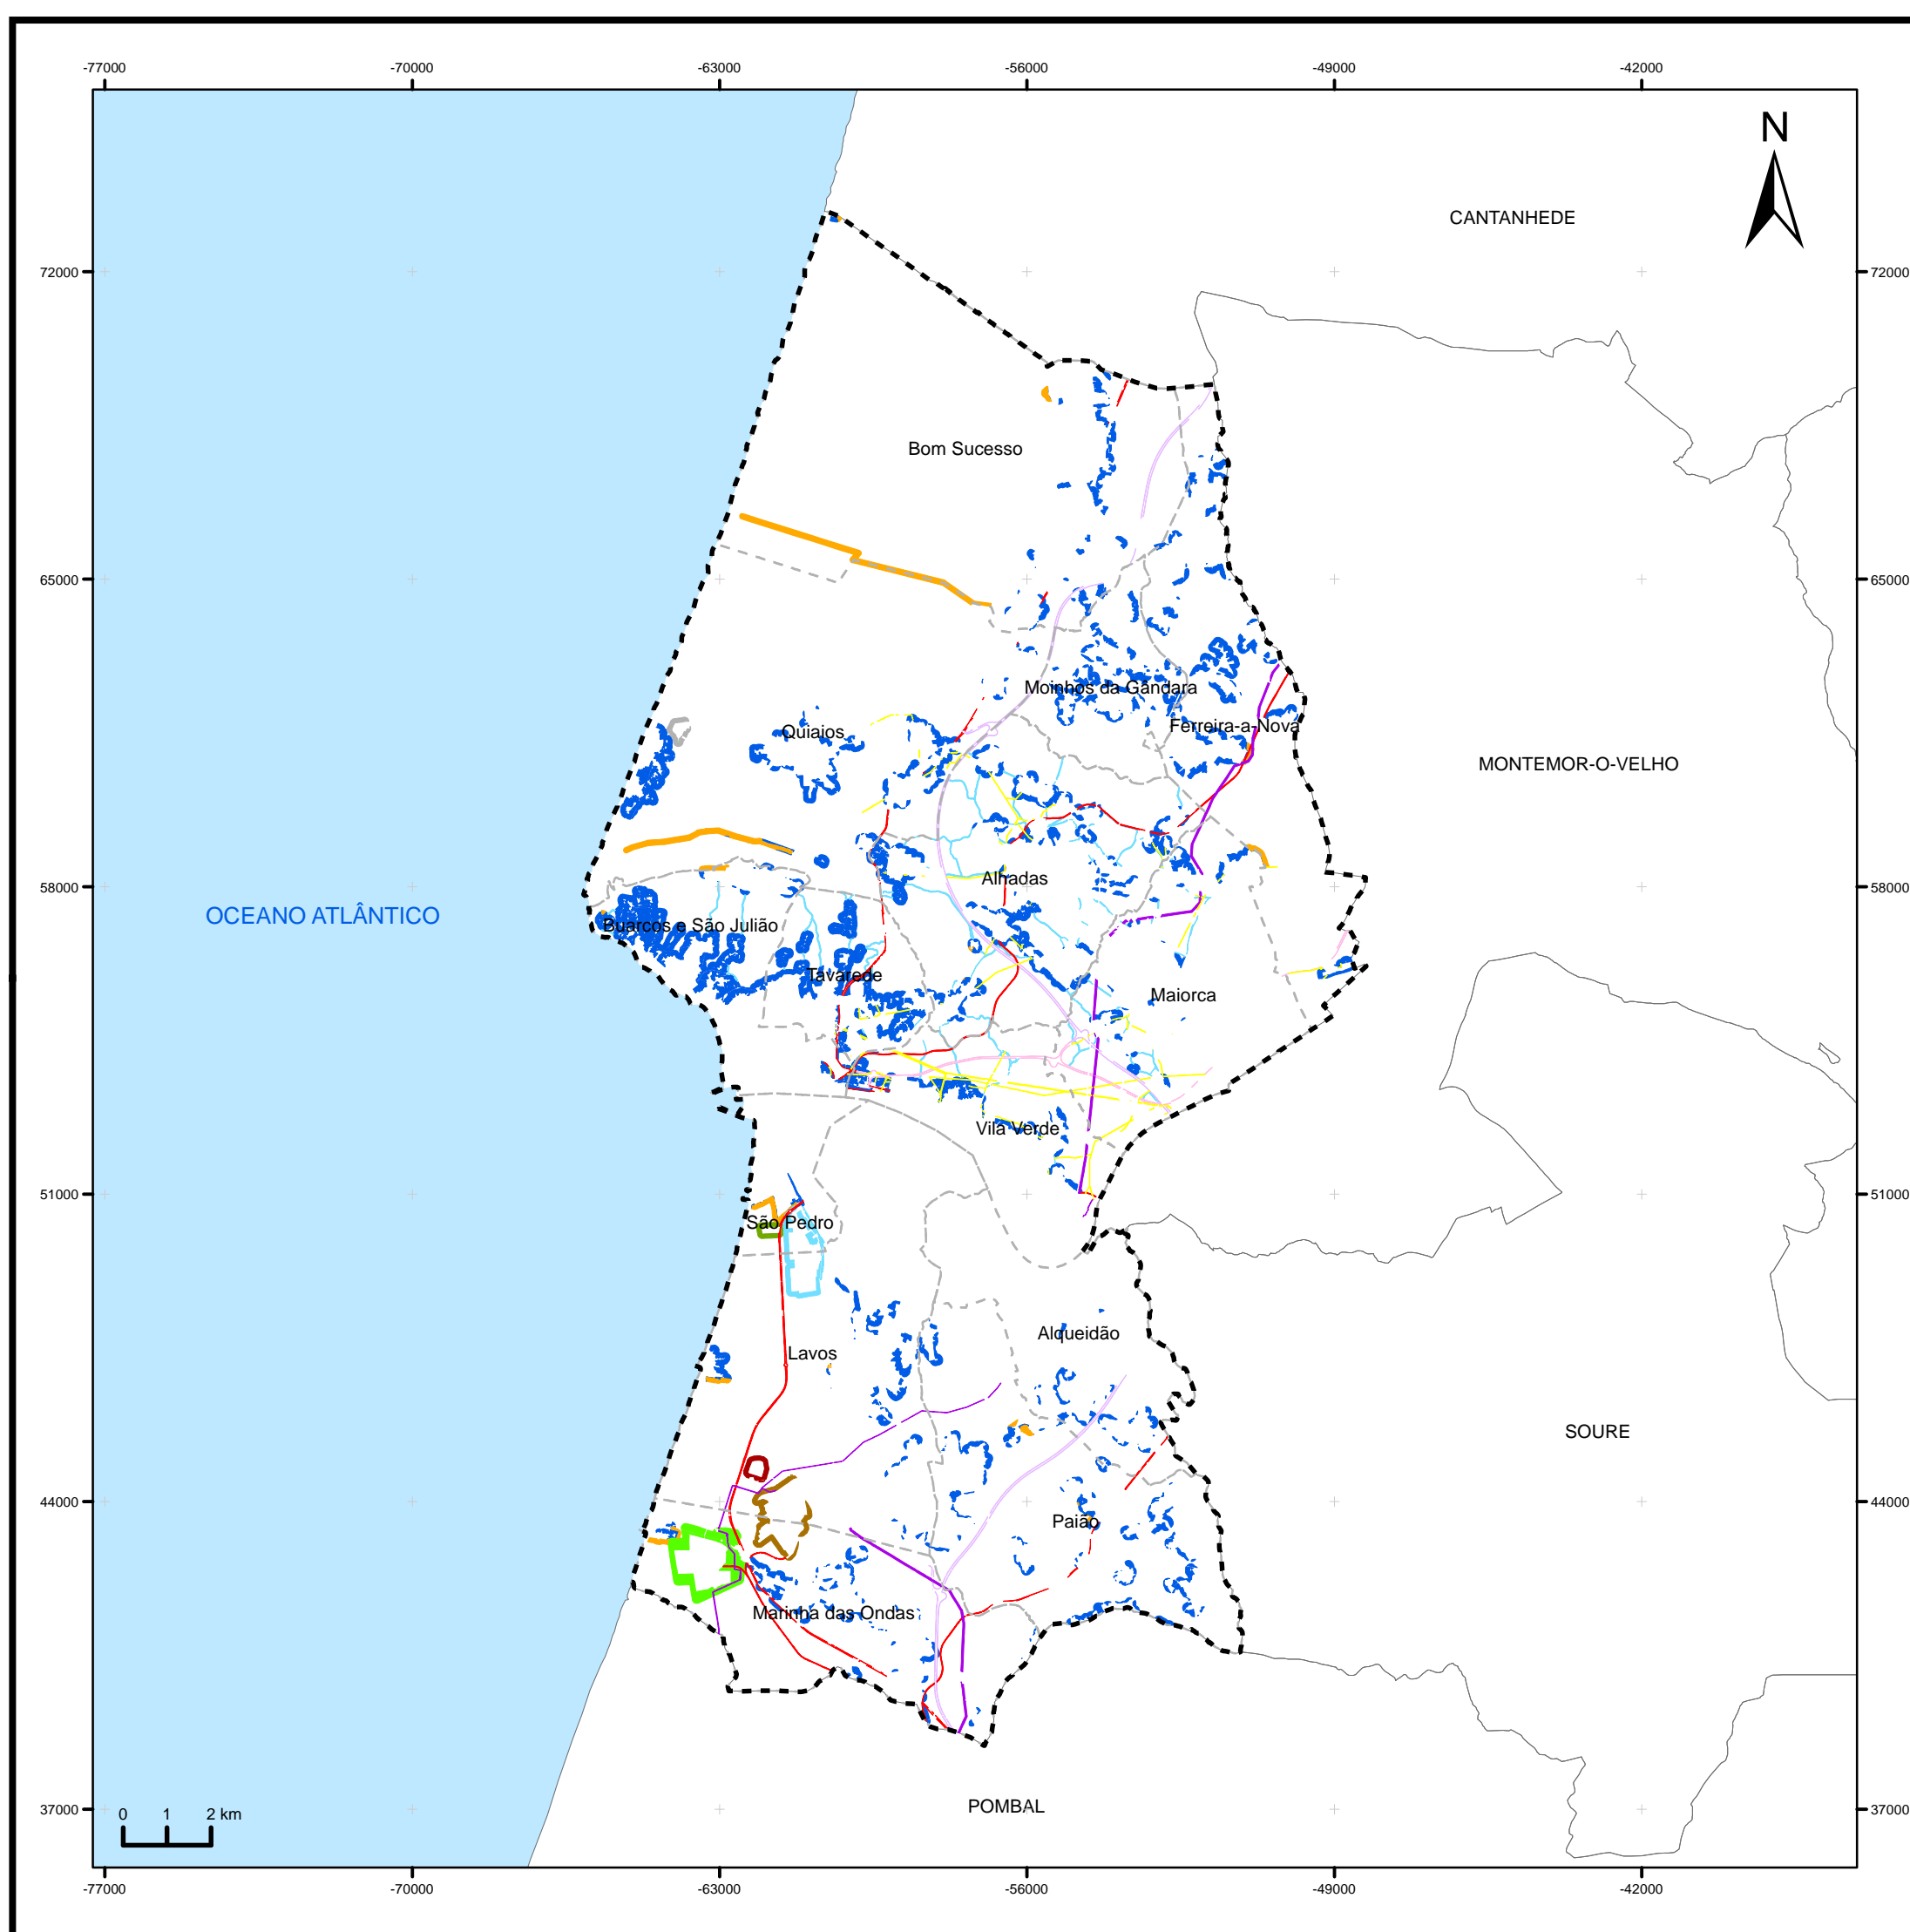 -77000 -70000 -63000 -56000 -49000 -42000
N
CANTANHEDE
72000 72000
Bom Sucesso
65000 65000
Moinhos da Gândara
Ferreira-a-Nova
Quiaios
MONTEMOR-O-VELHO
58000 58000
Alhadas
OCEANO ATLÂNTICO
Buarcos e São Julião
Tavarede
Maiorca
Vila Verde
51000 51000
São Pedro
Alqueidão
Lavos
SOURE
44000 44000
Paião
Marinha das Ondas
POMBAL
37000 37000
0 1 2 km
-77000 -70000 -63000 -56000 -49000 -42000